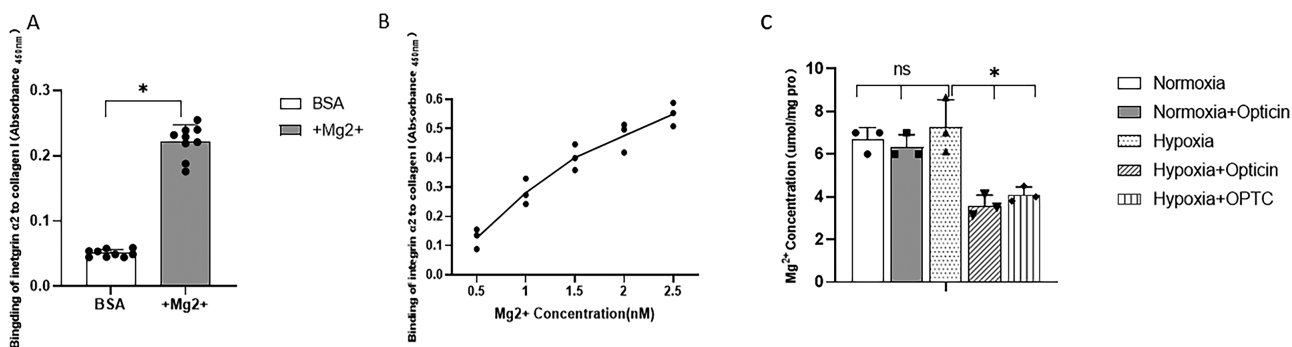 A
Bingding of inetgrin α2 to collagen I (Absorbance 450nm)
0.3
0.2
0.1
0.0
*
BSA
+Mg2+
BSA
+Mg2+
B
Binding of integrin α2 to collagen I (Absorbance 450nm)
0.6
0.5
0.4
0.3
0.2
0.1
0.0
0.5 1 1.5 2 2.5
Mg2+ Concentration(nM)
C
Mg2+ Concentration (umol/mg pro)
10
8
6
4
2
0
ns
*
Normoxia
Normoxia+Opticin
Hypoxia
Hypoxia+Opticin
Hypoxia+OPTC